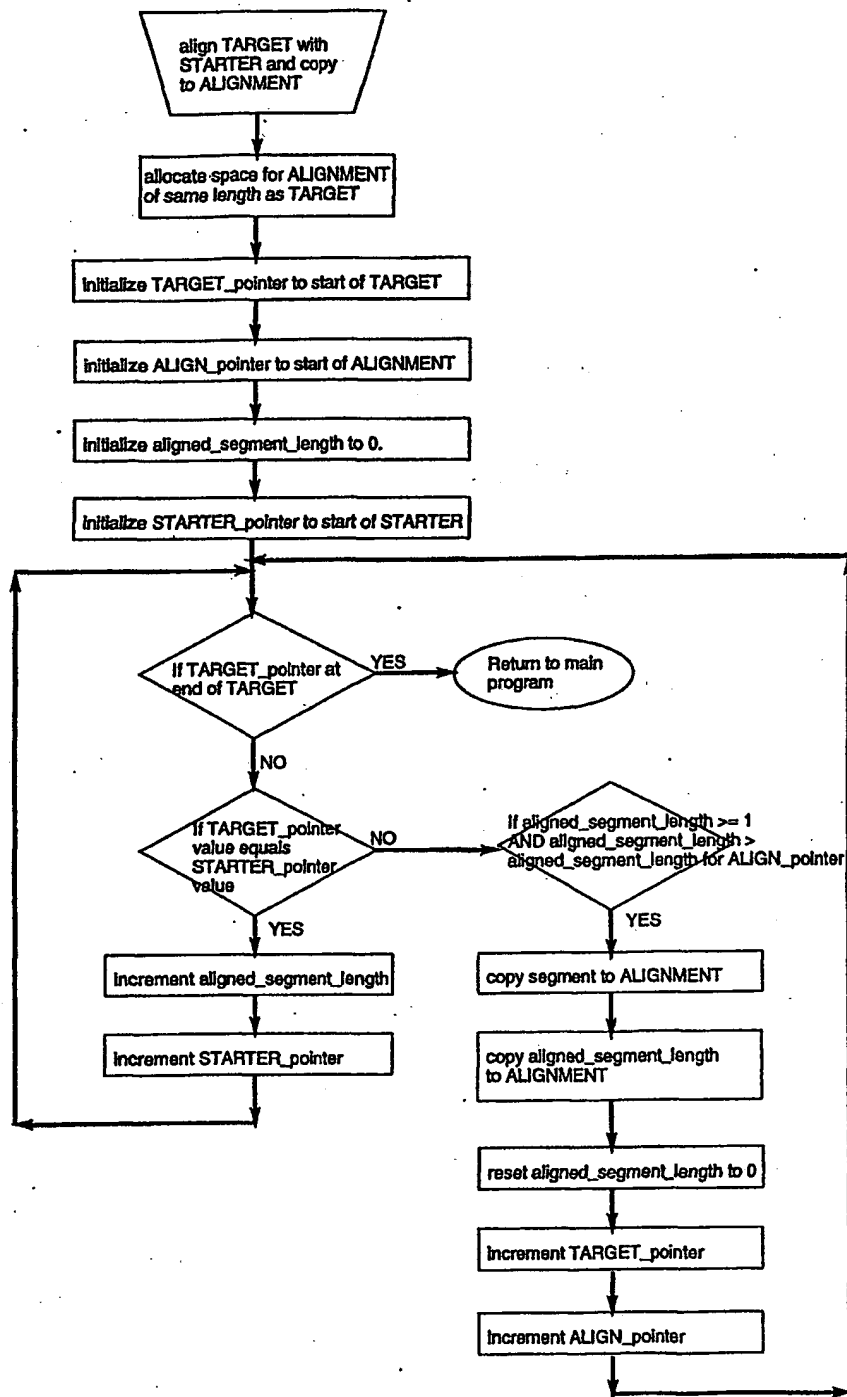 align TARGET with
STARTER and copy
to ALIGNMENT
allocate space for ALIGNMENT
of same length as TARGET
initialize TARGET_pointer to start of TARGET
initialize ALIGN_pointer to start of ALIGNMENT
initialize aligned_segment_length to 0.
initialize STARTER_pointer to start of STARTER
If TARGET_pointer at
end of TARGET
YES
Return to main
program
NO
If TARGET_pointer
value equals
STARTER_pointer
value
NO
If aligned_segment_length >= 1
AND aligned_segment_length >
aligned_segment_length for ALIGN_pointer
YES
increment aligned_segment_length
increment STARTER_pointer
YES
copy segment to ALIGNMENT
copy aligned_segment_length
to ALIGNMENT
reset aligned_segment_length to 0
increment TARGET_pointer
increment ALIGN_pointer